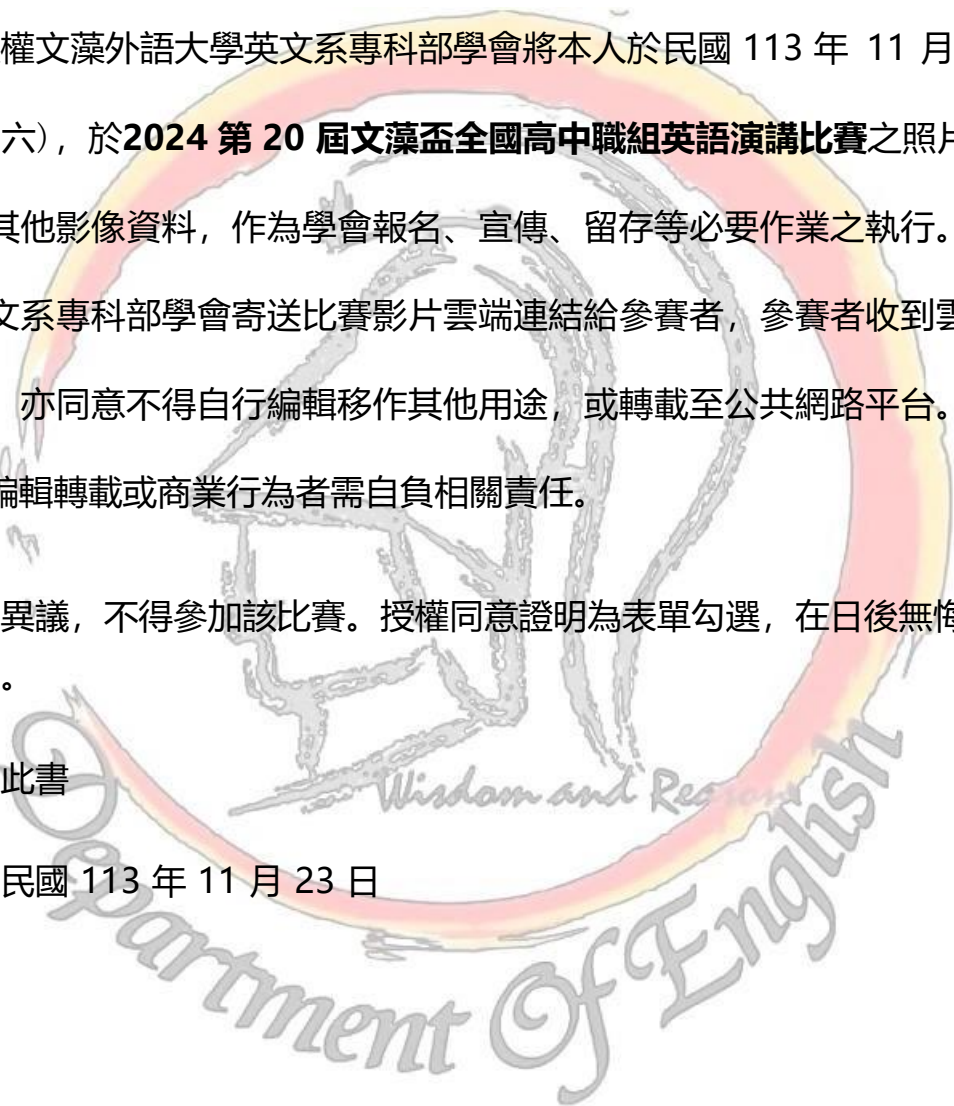 權文藻外語大學英文系專科部學會將本人於民國 113 年 11 月
六），於2024 第 20 屆文藻盃全國高中職組英語演講比賽之照片
其他影像資料，作為學會報名、宣傳、留存等必要作業之執行。
文系專科部學會寄送比賽影片雲端連結給參賽者，參賽者收到雲
亦同意不得自行編輯移作其他用途，或轉載至公共網路平台。
編輯轉載或商業行為者需自負相關責任。
異議，不得參加該比賽。授權同意證明為表單勾選，在日後無悔
。
此書
Wisdom and Reason
民國 113 年 11 月 23 日
Department Of English